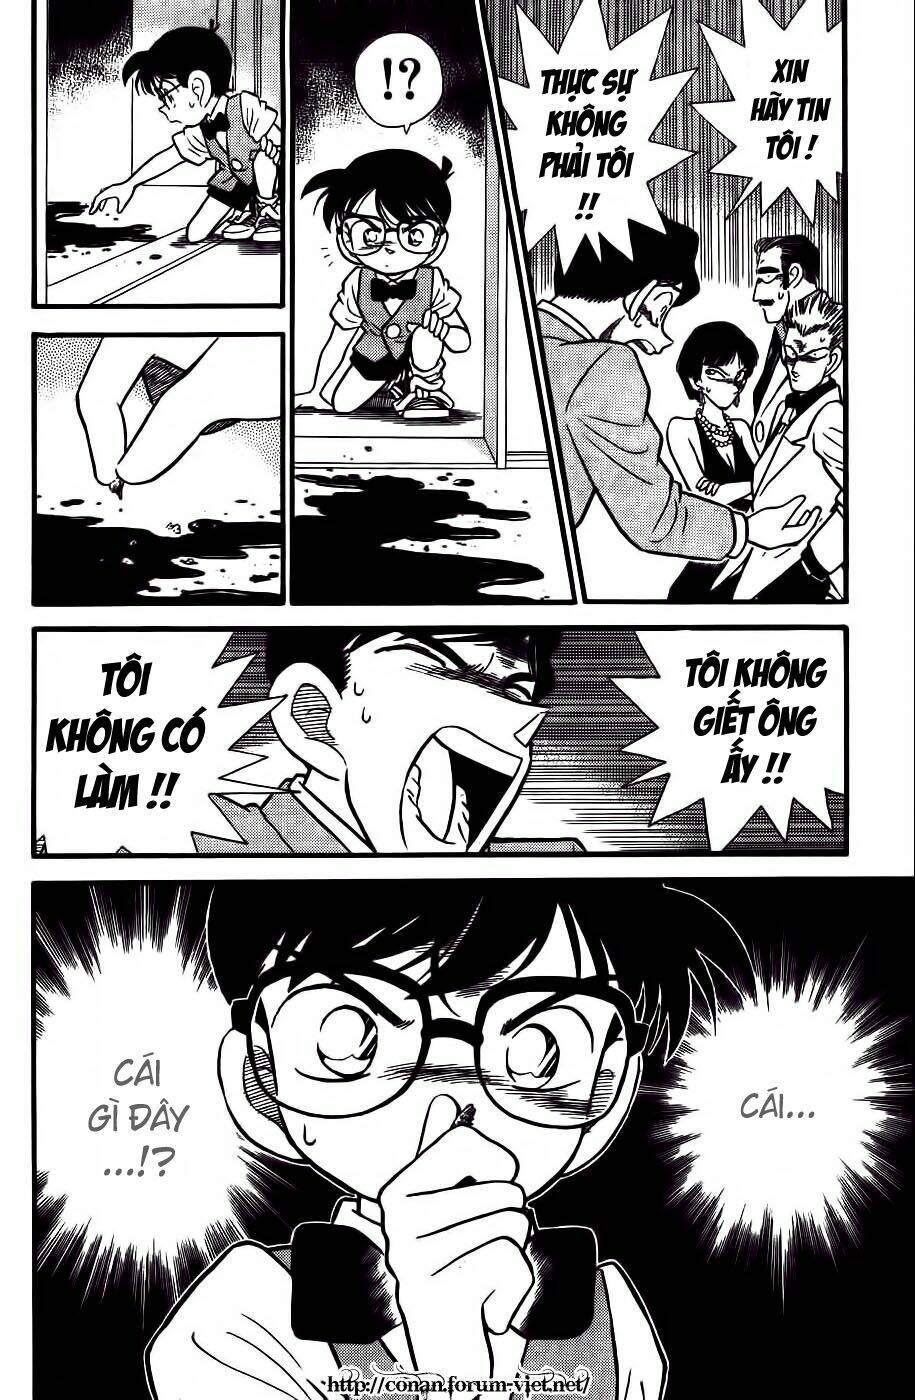 XIN
HÃY TIN
TÔI !
THỰC SỰ
KHÔNG
PHẢI TÔI
!!
!?
TÔI KHÔNG
GIẾT ÔNG
ẤY !!
TÔI
KHÔNG CÓ
LÀM !!
CÁI...
CÁI
GÌ ĐÂY
...!?
http://conan.forum-viet.net/